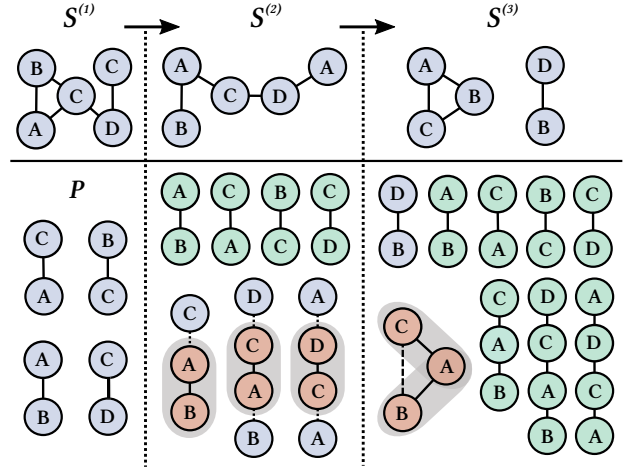 S(1) S(2) S(3)
B C A A A D
C B
C D
A D B C B
P A C B C D A C B C
C B
B A C D B B A C D
A C
C D A C D A
C
A C D A C A
A C
C A C B D C
B D B B A A
B A B A